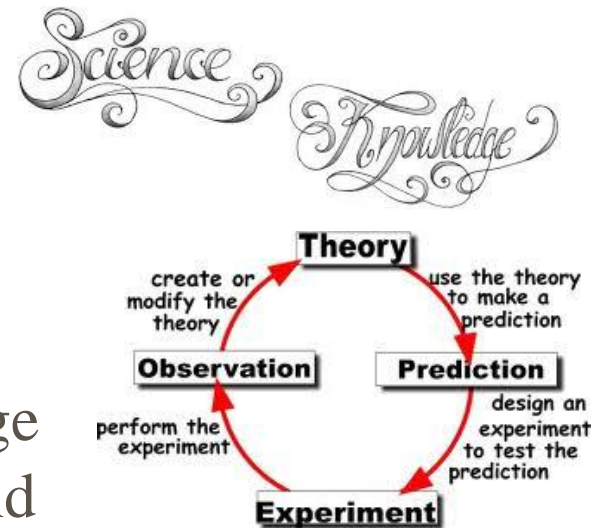 Science
Knowledge
Theory
create or
modify the
theory
use the theory
to make a
prediction
Observation
Prediction
perform the
experiment
design an
experiment
to test the
prediction
Experiment